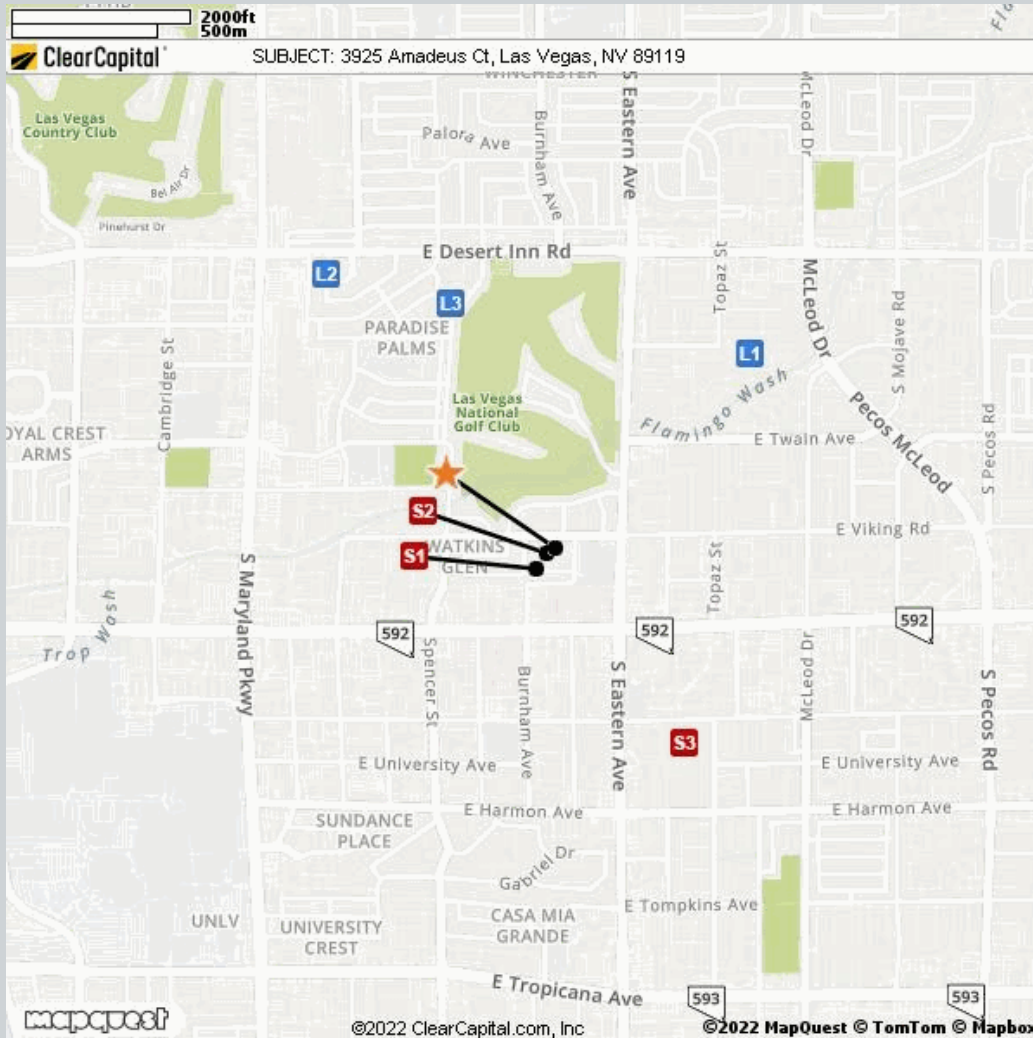 2000ft
500m
ClearCapital
SUBJECT: 3925 Amadeus Ct, Las Vegas, NV 89119
WINCHESTER
S Eastern Ave
McLeod Dr
Las Vegas
Country Club
Palora Ave
Burnham Ave
Bel Air Dr
Pinehurst Dr
E Desert Inn Rd
L2
L3
Topaz St
McLeod Dr
S Mojave Rd
PARADISE
PALMS
L1
Cambridge St
Las Vegas
National
Golf Club
Flamingo Wash
Pecos McLeod
S Pecos Rd
OYAL CREST
ARMS
E Twain Ave
S2
E Viking Rd
S1
WATKINS
GLEN
S Maryland Pkwy
Topaz St
Trop Wash
592
592
592
Spencer St
Burnham Ave
S Eastern Ave
McLeod Dr
S Pecos Rd
S3
E University Ave
E University Ave
E Harmon Ave
E Harmon Ave
SUNDANCE
PLACE
Gabriel Dr
UNLV
UNIVERSITY
CREST
CASA MIA
GRANDE
E Tompkins Ave
E Tropicana Ave
593
593
mapquest
©2022 ClearCapital.com, Inc
©2022 MapQuest © TomTom © Mapbox